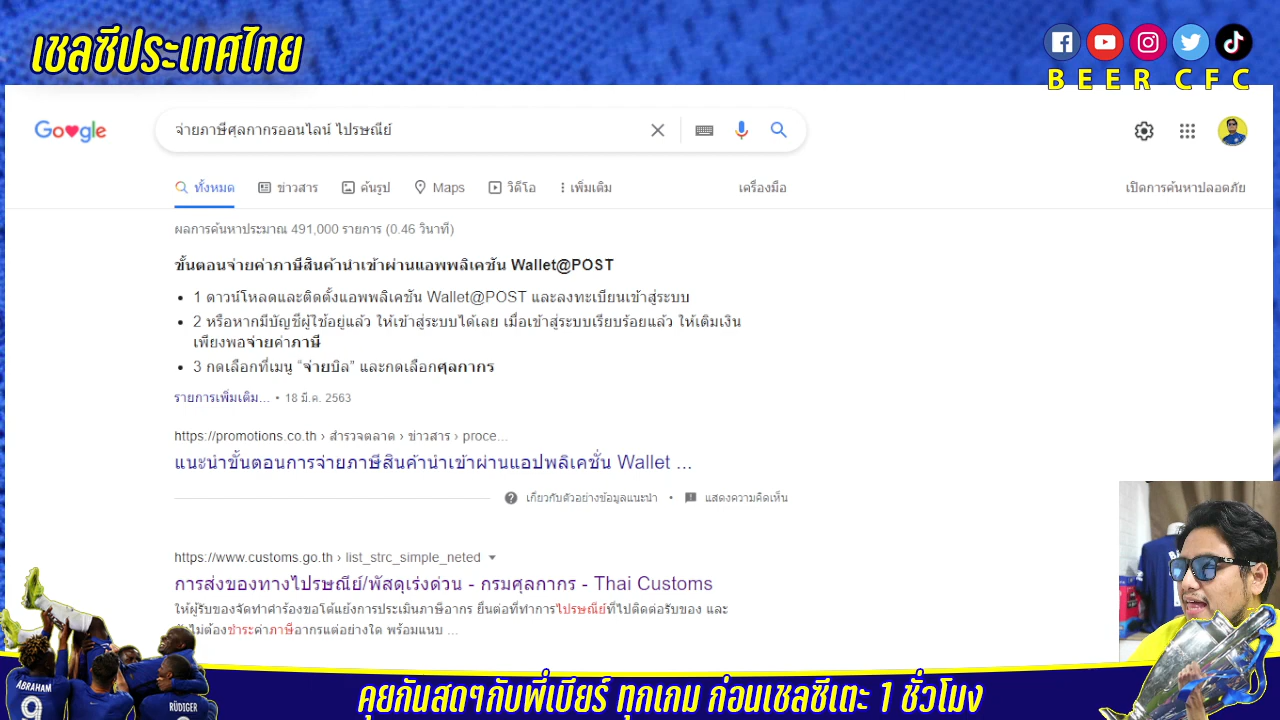 เชลซีประเทศไทย
BEER CFC
Google
จ่ายภาษีศุลกากรออนไลน์ ไปรษณีย์
ทั้งหมด ข่าวสาร ค้นรูป Maps วิดีโอ เพิ่มเติม เครื่องมือ เปิดการค้นหาปลอดภัย
ผลการค้นหาประมาณ 491,000 รายการ (0.46 วินาที)
ขั้นตอนจ่ายค่าภาษีสินค้านำเข้าผ่านแอพพลิเคชัน Wallet@POST
1 ดาวน์โหลดและติดตั้งแอพพลิเคชัน Wallet@POST และลงทะเบียนเข้าสู่ระบบ
2 หรือหากมีบัญชีผู้ใช้อยู่แล้ว ให้เข้าสู่ระบบได้เลย เมื่อเข้าสู่ระบบเรียบร้อยแล้ว ให้เติมเงิน
เพียงพอจ่ายค่าภาษี
3 กดเลือกที่เมนู “จ่ายบิล” และกดเลือกศุลกากร
รายการเพิ่มเติม... • 18 มี.ค. 2563
https://promotions.co.th › สำรวจตลาด › ข่าวสาร › proce...
แนะนำขั้นตอนการจ่ายภาษีสินค้านำเข้าผ่านแอปพลิเคชั่น Wallet ...
เกี่ยวกับตัวอย่างข้อมูลแนะนำ • แสดงความคิดเห็น
https://www.customs.go.th › list_strc_simple_neted
การส่งของทางไปรษณีย์/พัสดุเร่งด่วน - กรมศุลกากร - Thai Customs
ให้ผู้รับของจัดทำคำร้องขอโต้แย้งการประเมินภาษีอากร ยื่นต่อที่ทำการไปรษณีย์ที่ไปติดต่อรับของ และ
ไม่ต้องชำระค่าภาษีอากรแต่อย่างใด พร้อมแนบ ...
ABRAHAM
9
RÜDIGER
คุยกันสดๆกับพี่เบียร์ ทุกเกม ก่อนเชลซีเตะ 1 ชั่วโมง